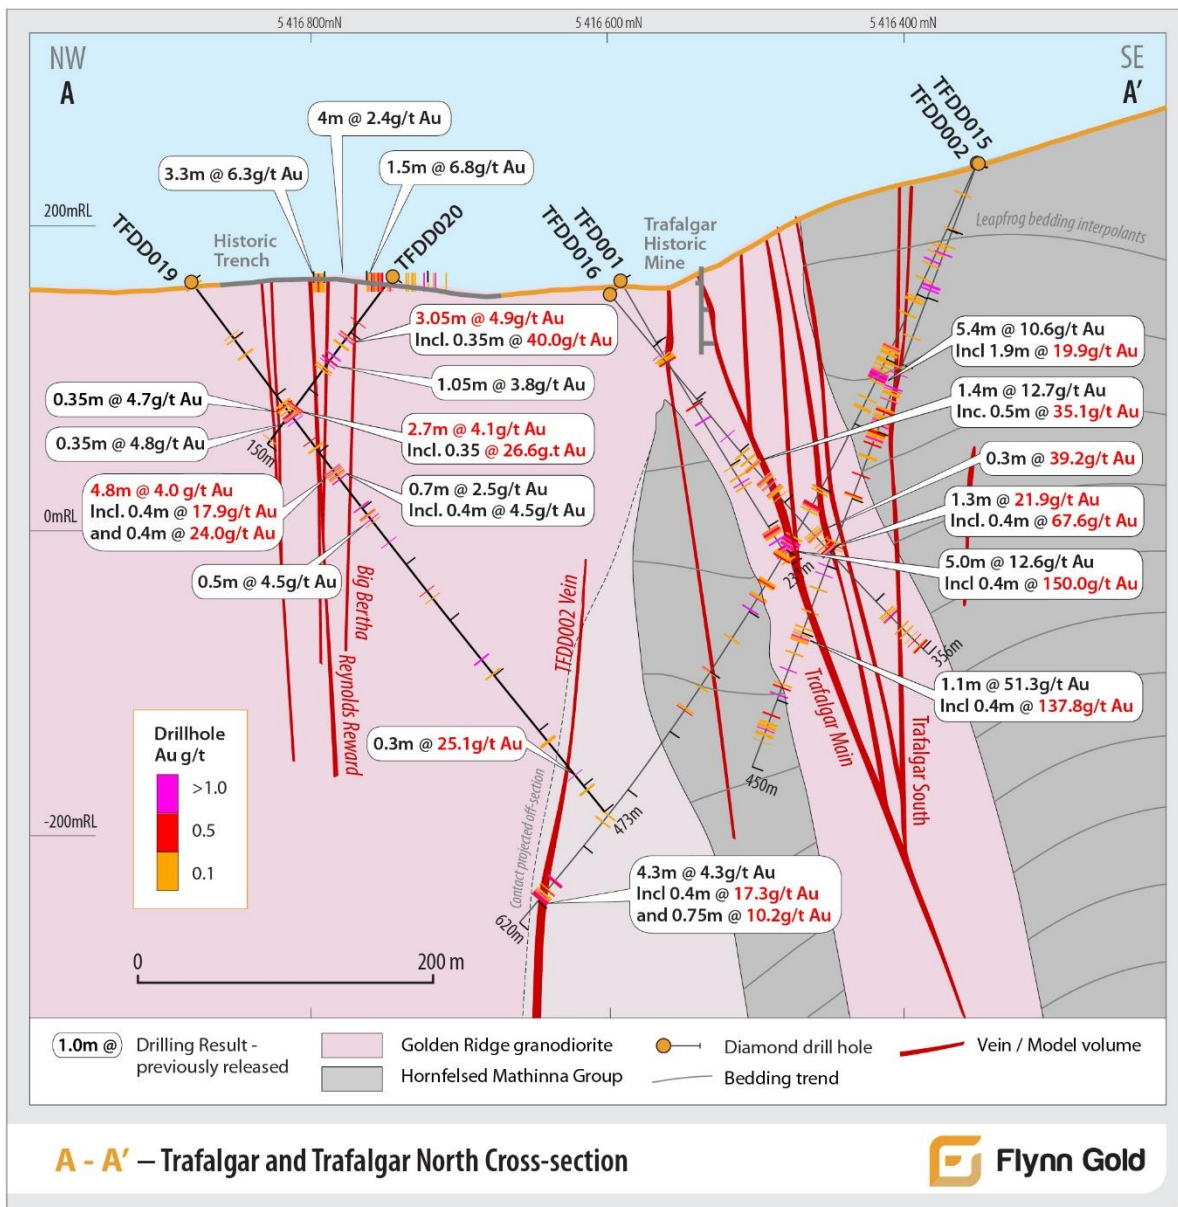 5 416 800mN
5 416 600 mN
5 416 400 mN
NW
A
SE
A'
4m @ 2.4g/t Au
3.3m @ 6.3g/t Au
1.5m @ 6.8g/t Au
TFDD015
TFDD002
200mRL
TFDD019
Historic
Trench
TFDD020
TFD001
TFDD016
Trafalgar
Historic
Mine
Leapfrog bedding interpolants
3.05m @ 4.9g/t Au
Incl. 0.35m @ 40.0g/t Au
5.4m @ 10.6g/t Au
Incl 1.9m @ 19.9g/t Au
1.05m @ 3.8g/t Au
0.35m @ 4.7g/t Au
1.4m @ 12.7g/t Au
Inc. 0.5m @ 35.1g/t Au
0.35m @ 4.8g/t Au
150m
2.7m @ 4.1g/t Au
Incl. 0.35 @ 26.6g.t Au
0.3m @ 39.2g/t Au
4.8m @ 4.0 g/t Au
Incl. 0.4m @ 17.9g/t Au
and 0.4m @ 24.0g/t Au
0.7m @ 2.5g/t Au
Incl. 0.4m @ 4.5g/t Au
1.3m @ 21.9g/t Au
Incl. 0.4m @ 67.6g/t Au
0mRL
0.5m @ 4.5g/t Au
5.0m @ 12.6g/t Au
Incl 0.4m @ 150.0g/t Au
Big Bertha
Reynolds Reward
TFDD002 Vein
356m
1.1m @ 51.3g/t Au
Incl 0.4m @ 137.8g/t Au
Trafalgar Main
Trafalgar South
Drillhole
Au g/t
>1.0
0.5
0.1
0.3m @ 25.1g/t Au
450m
473m
-200mRL
Contact projected off-section
4.3m @ 4.3g/t Au
Incl 0.4m @ 17.3g/t Au
and 0.75m @ 10.2g/t Au
620m
0
200 m
1.0m @
Drilling Result -
previously released
Golden Ridge granodiorite
Hornfelsed Mathinna Group
Diamond drill hole
Bedding trend
Vein / Model volume
A - A' – Trafalgar and Trafalgar North Cross-section
Flynn Gold